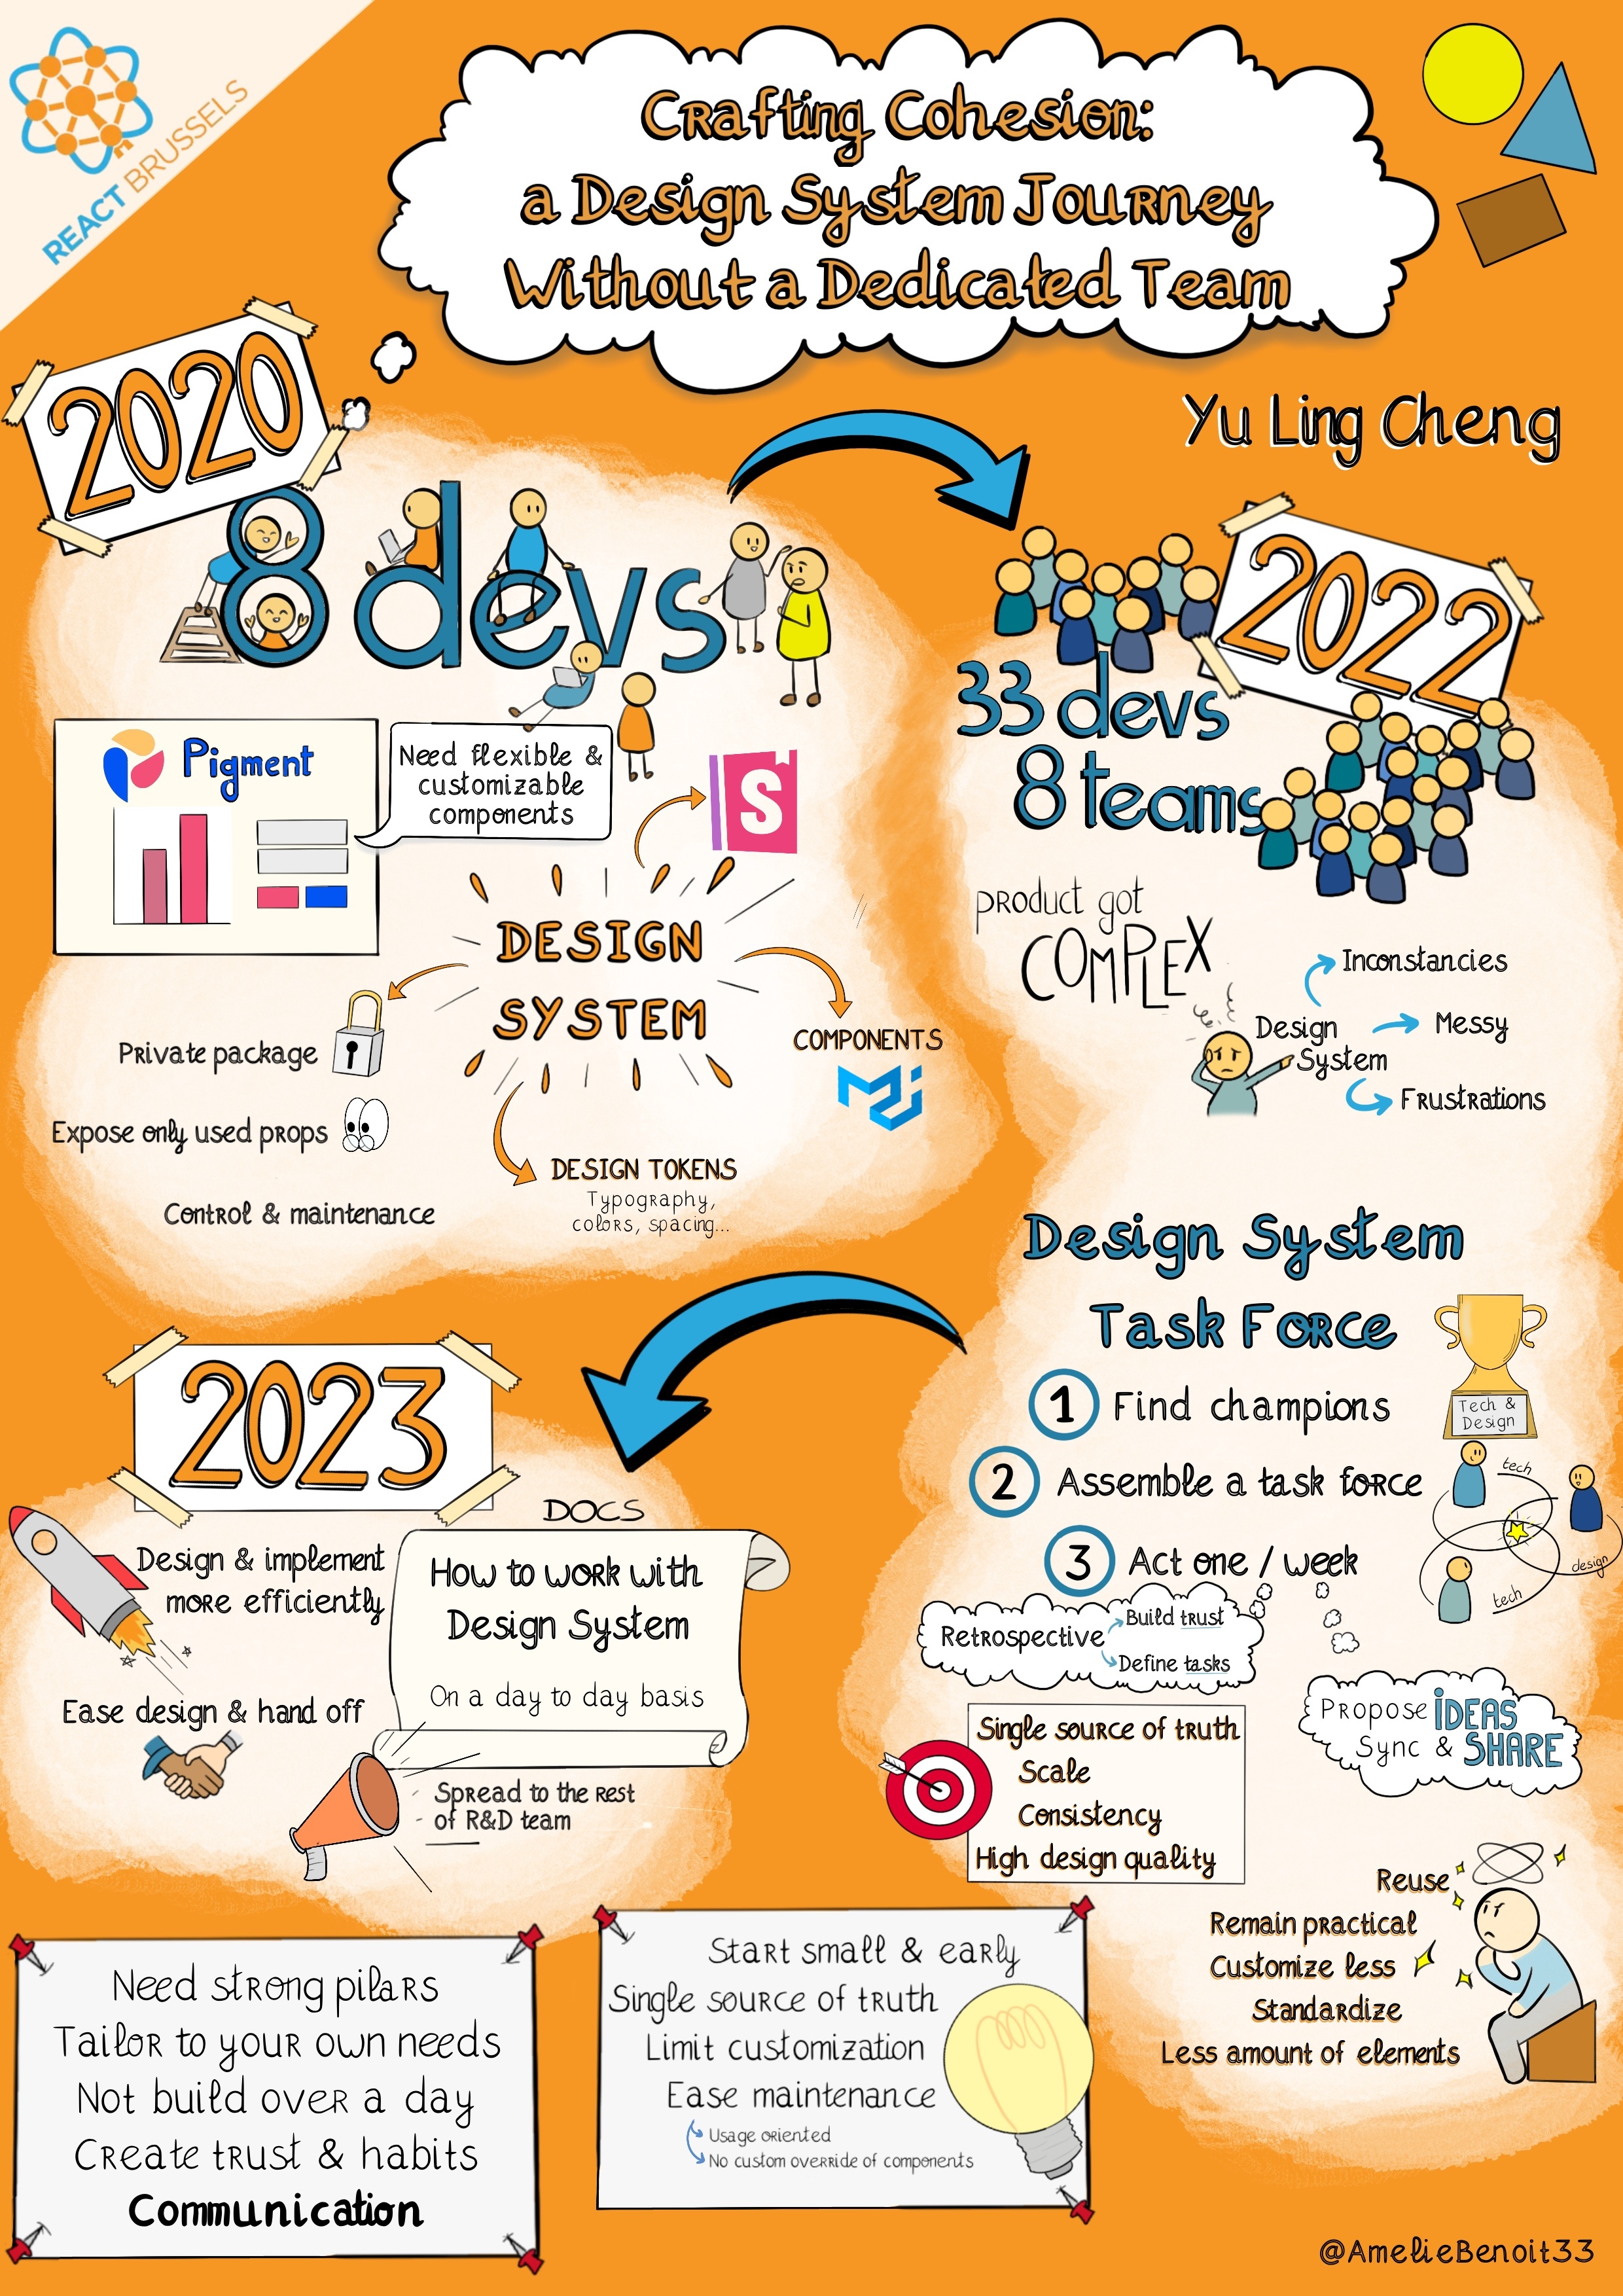 REACT BRUSSELS
Crafting Cohesion:
a Design System Journey
Without a Dedicated Team
Yu Ling Cheng
2020
8 devs
Pigment
Need flexible &
customizable
components
S
DESIGN
SYSTEM
Private package
Expose only used props
Control & maintenance
COMPONENTS
DESIGN TOKENS
Typography,
colors, spacing...
2022
33 devs
8 teams
product got
COMPLEX
Design
System
Inconstancies
Messy
Frustrations
Design System
Task Force
1 Find champions
Tech &
Design
2 Assemble a task force
tech
design
tech
3 Act one / week
Retrospective
Build trust
Define tasks
Propose IDEAS
Sync & SHARE
Single source of truth
Scale
Consistency
High design quality
Reuse
Remain practical
Customize less
Standardize
Less amount of elements
2023
Design & implement
more efficiently
Ease design & hand off
DOCS
How to work with
Design System
On a day to day basis
Spread to the rest
of R&D team
Need strong pilars
Tailor to your own needs
Not build over a day
Create trust & habits
Communication
Start small & early
Single source of truth
Limit customization
Ease maintenance
Usage oriented
No custom override of components
@AmelieBenoit33